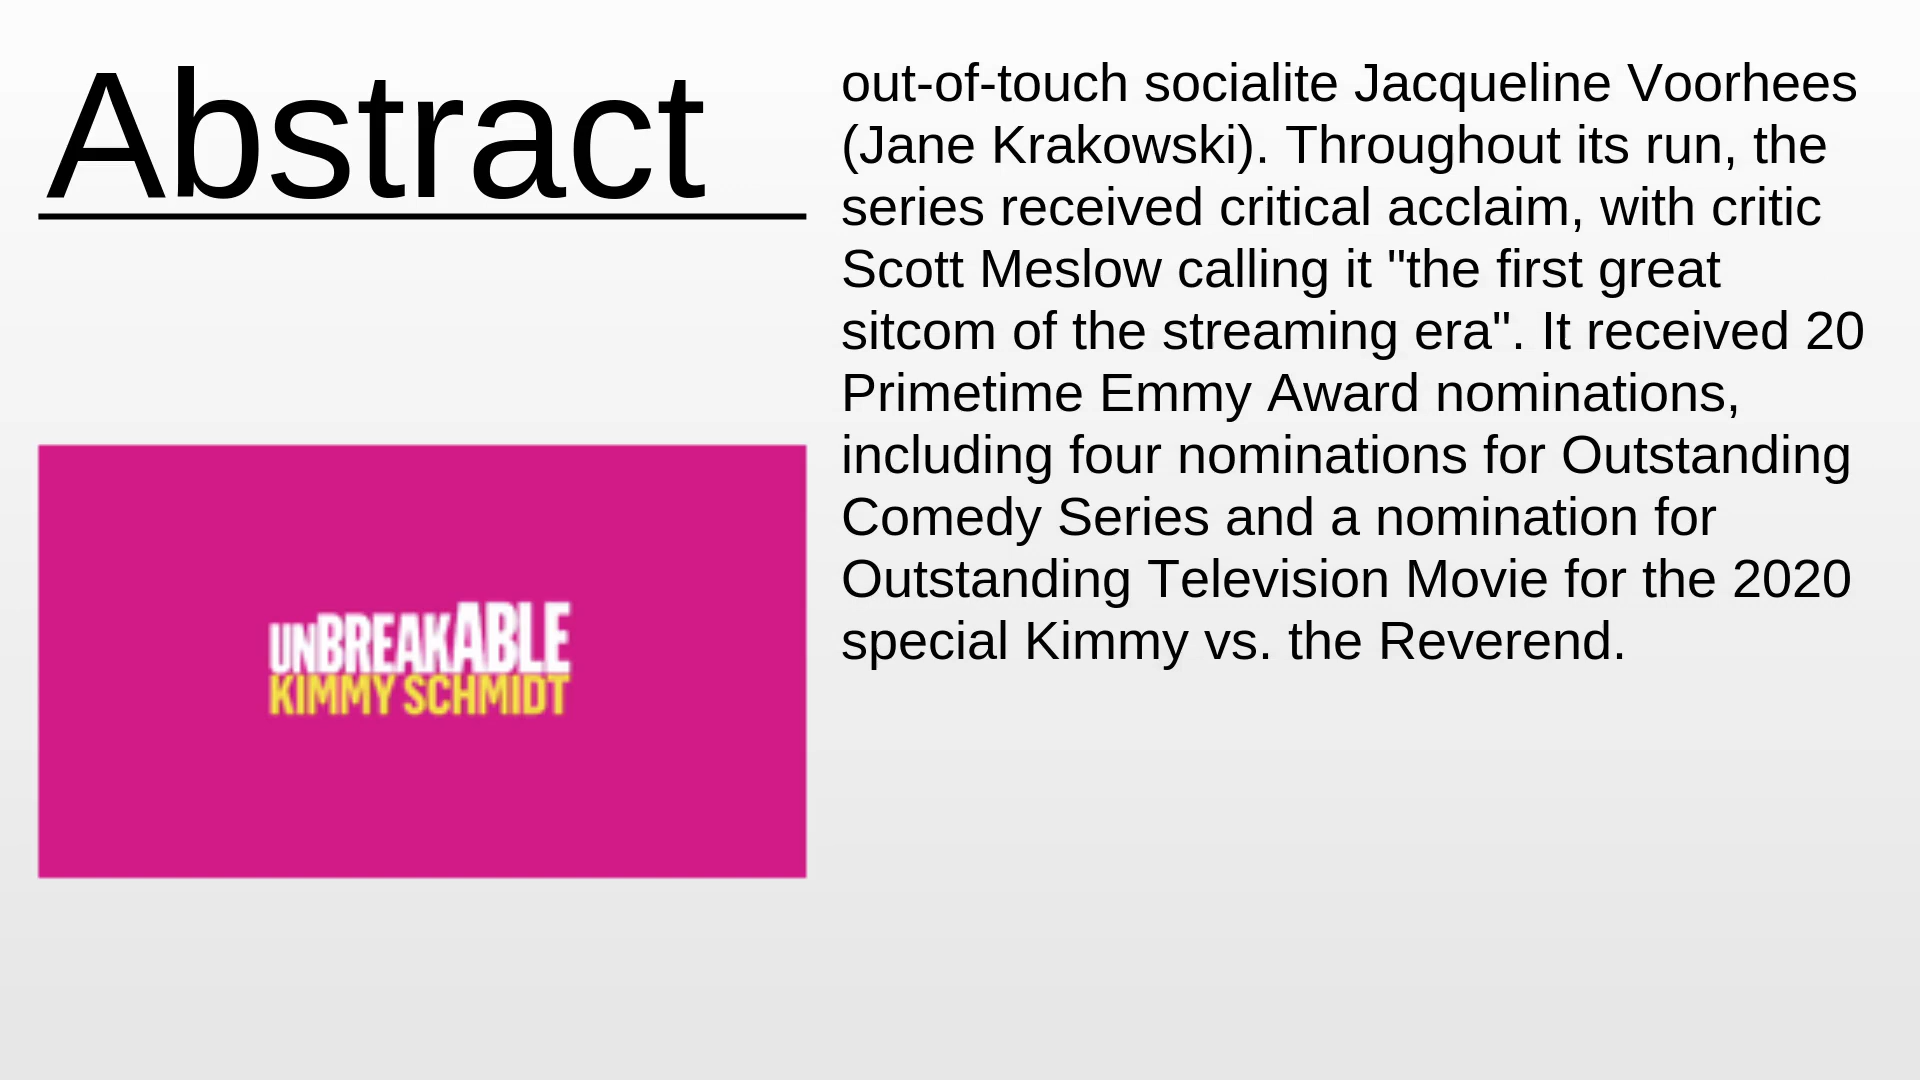 Abstract
out-of-touch socialite Jacqueline Voorhees
(Jane Krakowski). Throughout its run, the
series received critical acclaim, with critic
Scott Meslow calling it "the first great
sitcom of the streaming era". It received 20
Primetime Emmy Award nominations,
including four nominations for Outstanding
Comedy Series and a nomination for
Outstanding Television Movie for the 2020
special Kimmy vs. the Reverend.
UNBREAKABLE
KIMMY SCHMIDT